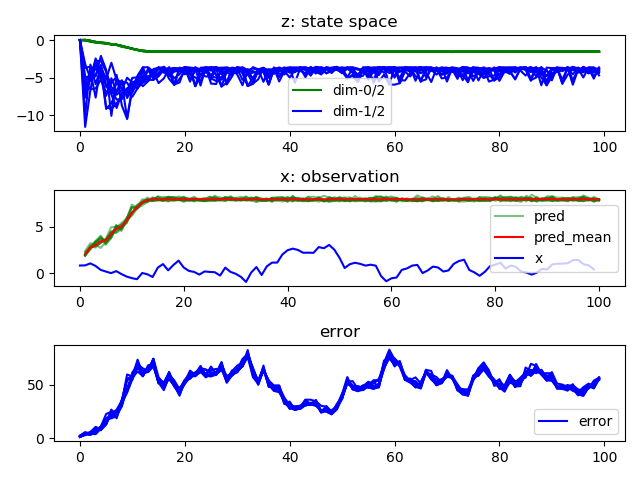 z: state space
0
−5
−10
dim-0/2
dim-1/2
0 20 40 60 80 100
x: observation
5
0
pred
pred_mean
x
0 20 40 60 80 100
error
50
0
error
0 20 40 60 80 100